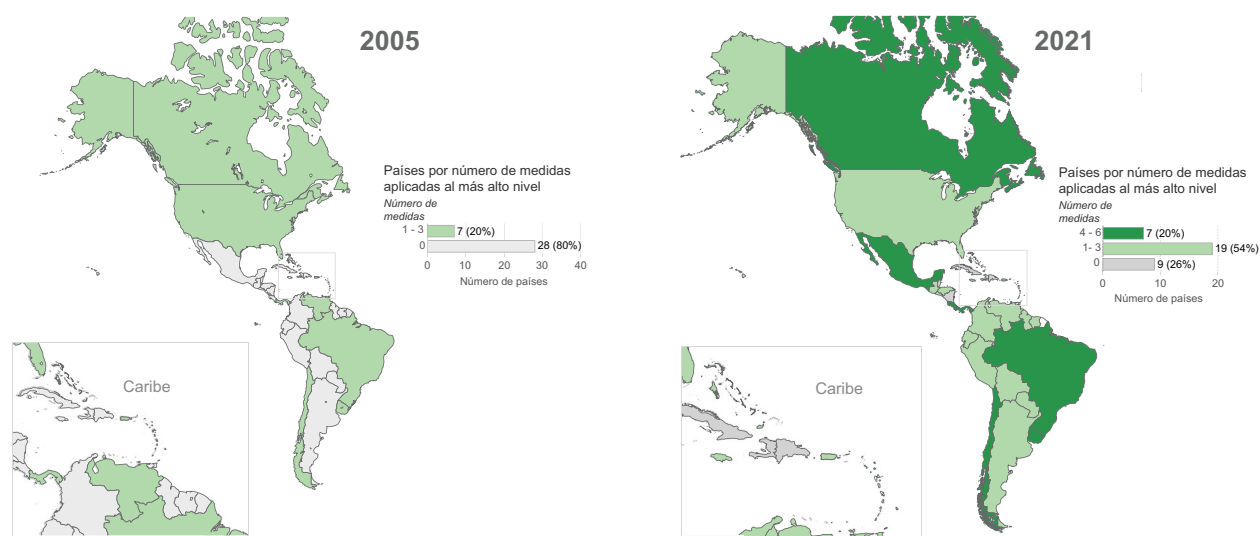 2005
Países por número de medidas
aplicadas al más alto nivel
Número de
medidas
1 - 3
7 (20%)
0
28 (80%)
0 10 20 30 40
Número de países
Caribe
2021
Países por número de medidas
aplicadas al más alto nivel
Número de
medidas
4 - 6
7 (20%)
1 - 3
19 (54%)
0
9 (26%)
0 10 20
Número de países
Caribe